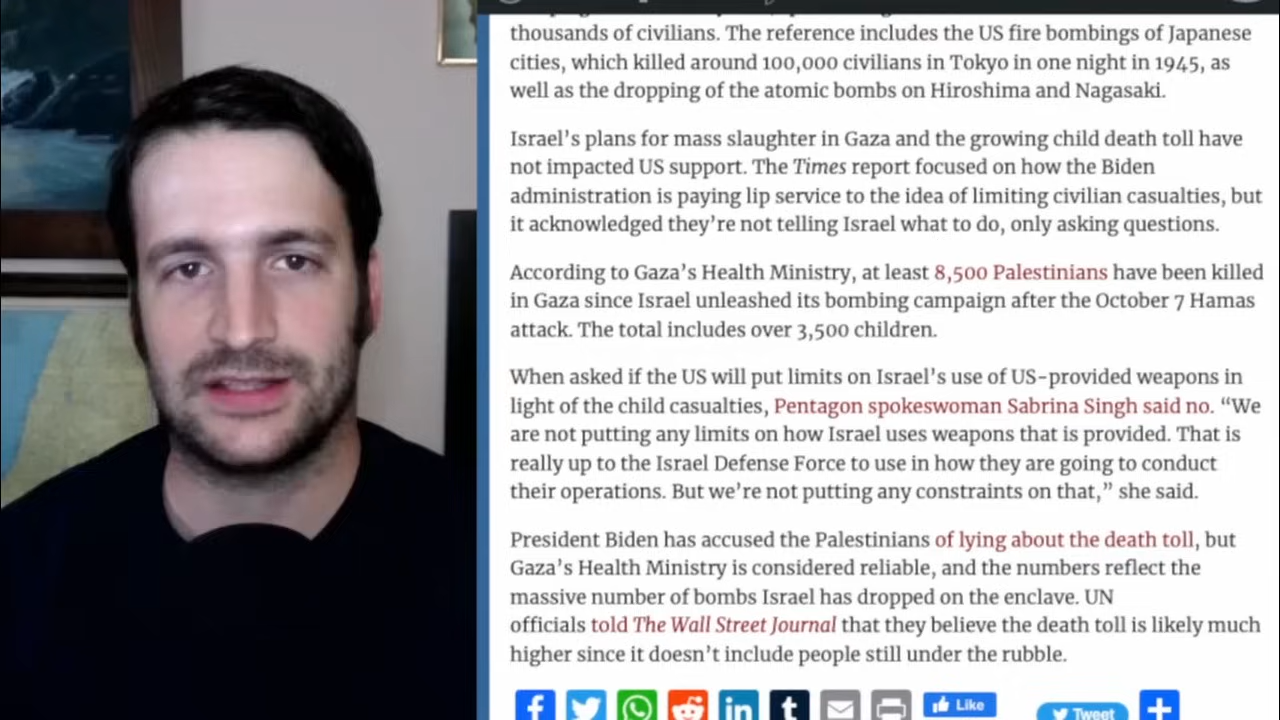 thousands of civilians. The reference includes the US fire bombings of Japanese
cities, which killed around 100,000 civilians in Tokyo in one night in 1945, as
well as the dropping of the atomic bombs on Hiroshima and Nagasaki.
Israel's plans for mass slaughter in Gaza and the growing child death toll have
not impacted US support. The Times report focused on how the Biden
administration is paying lip service to the idea of limiting civilian casualties, but
it acknowledged they're not telling Israel what to do, only asking questions.
According to Gaza's Health Ministry, at least 8,500 Palestinians have been killed
in Gaza since Israel unleashed its bombing campaign after the October 7 Hamas
attack. The total includes over 3,500 children.
When asked if the US will put limits on Israel's use of US-provided weapons in
light of the child casualties, Pentagon spokeswoman Sabrina Singh said no. “We
are not putting any limits on how Israel uses weapons that is provided. That is
really up to the Israel Defense Force to use in how they are going to conduct
their operations. But we're not putting any constraints on that,” she said.
President Biden has accused the Palestinians of lying about the death toll, but
Gaza's Health Ministry is considered reliable, and the numbers reflect the
massive number of bombs Israel has dropped on the enclave. UN
officials told The Wall Street Journal that they believe the death toll is likely much
higher since it doesn't include people still under the rubble.
Like
Tweet